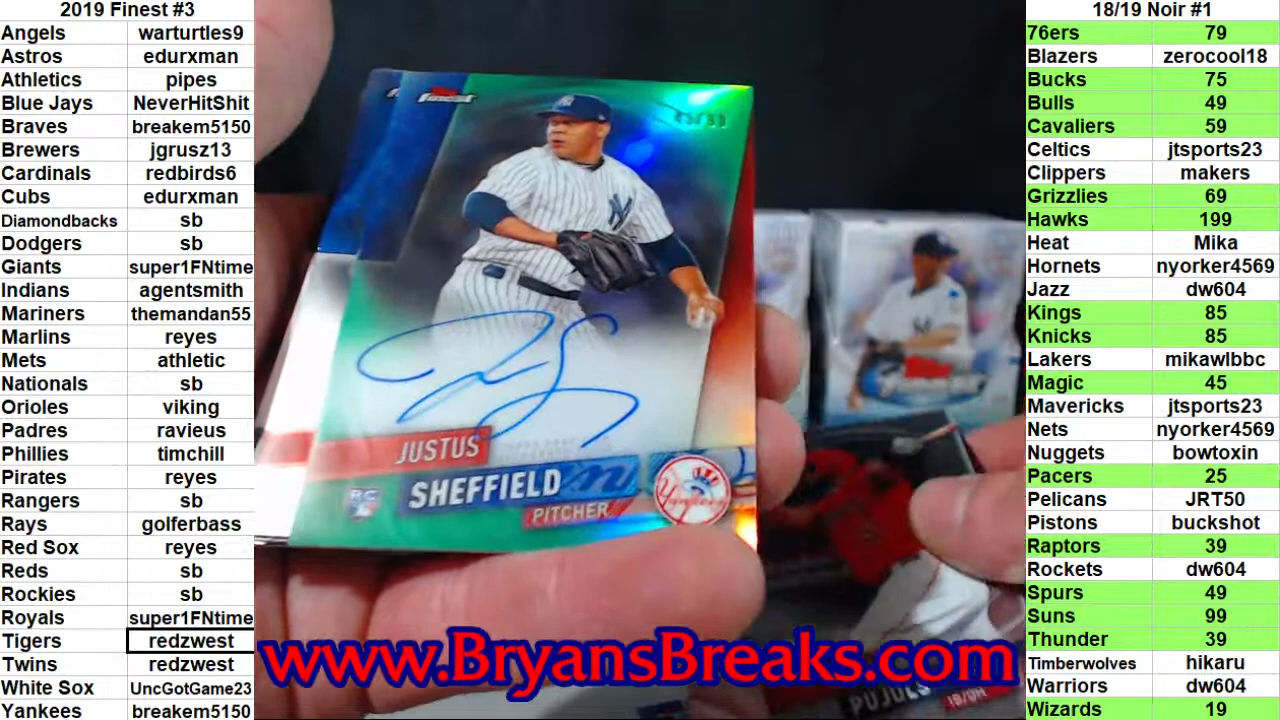 2019 Finest #3
Angels warturtles9
Astros edurxman
Athletics pipes
Blue Jays NeverHitShit
Braves breakem5150
Brewers jgrusz13
Cardinals redbirds6
Cubs edurxman
Diamondbacks sb
Dodgers sb
Giants super1FNtime
Indians agentsmith
Mariners themandan55
Marlins reyes
Mets athletic
Nationals sb
Orioles viking
Padres ravieus
Phillies timchill
Pirates reyes
Rangers sb
Rays golferbass
Red Sox reyes
Reds sb
Rockies sb
Royals super1FNtime
Tigers redzwest
Twins redzwest
White Sox UncGotGame23
Yankees breakem5150
finest
JUSTUS
SHEFFIELD
PITCHER
RC
Yankees
FINEST
PUJOLS
1B/DH
www.BryansBreaks.com
18/19 Noir #1
76ers 79
Blazers zerocool18
Bucks 75
Bulls 49
Cavaliers 59
Celtics jtsports23
Clippers makers
Grizzlies 69
Hawks 199
Heat Mika
Hornets nyorker4569
Jazz dw604
Kings 85
Knicks 85
Lakers mikawlbbc
Magic 45
Mavericks jtsports23
Nets nyorker4569
Nuggets bowtoxin
Pacers 25
Pelicans JRT50
Pistons buckshot
Raptors 39
Rockets dw604
Spurs 49
Suns 99
Thunder 39
Timberwolves hikaru
Warriors dw604
Wizards 19